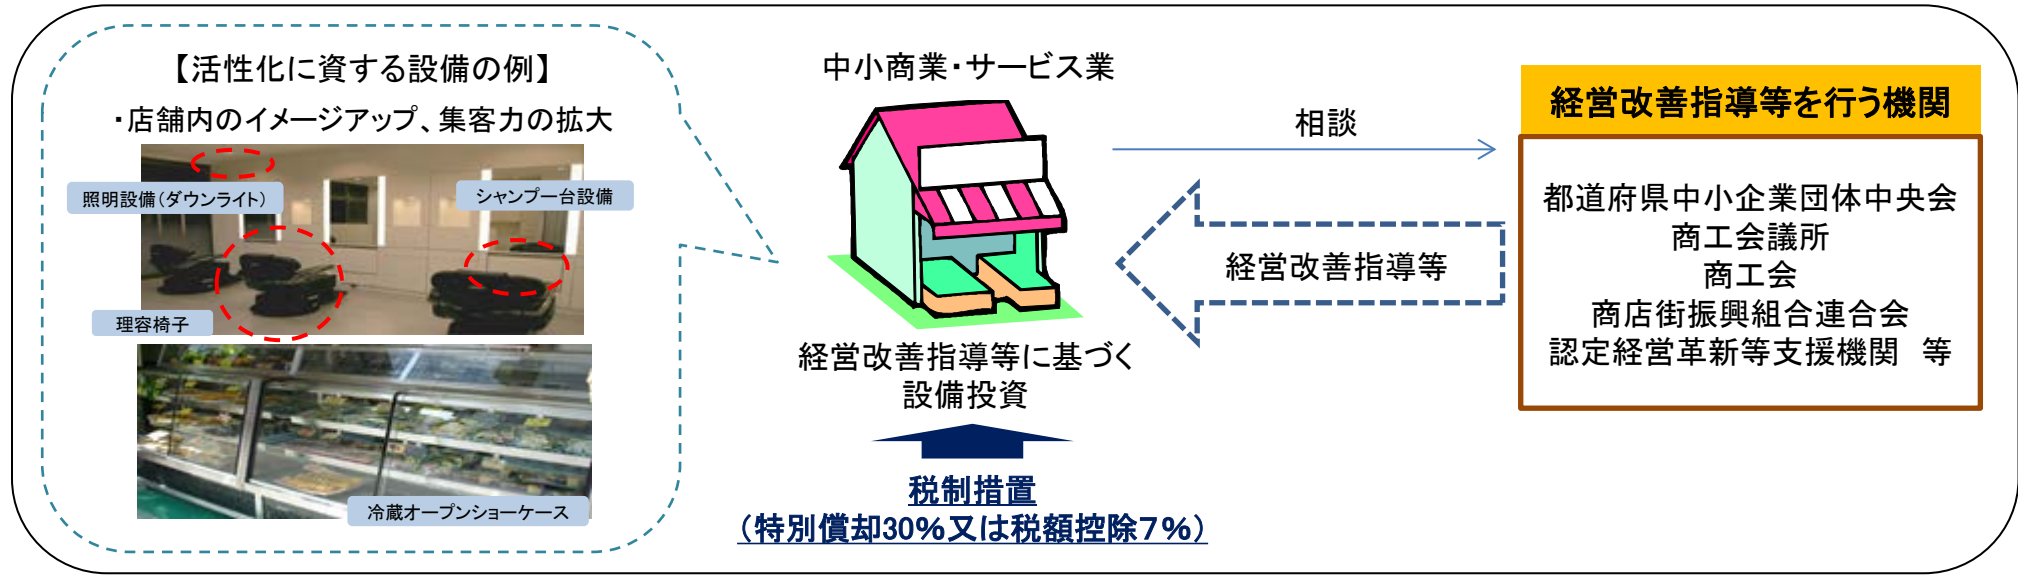 【活性化に資する設備の例】
・店舗内のイメージアップ、集客力の拡大
照明設備(ダウンライト)
シャンプー台設備
理容椅子
冷蔵オープンショーケース
中小商業・サービス業
経営改善指導等に基づく
設備投資
税制措置
(特別償却30%又は税額控除7%)
相談
経営改善指導等
経営改善指導等を行う機関
都道府県中小企業団体中央会
商工会議所
商工会
商店街振興組合連合会
認定経営革新等支援機関 等